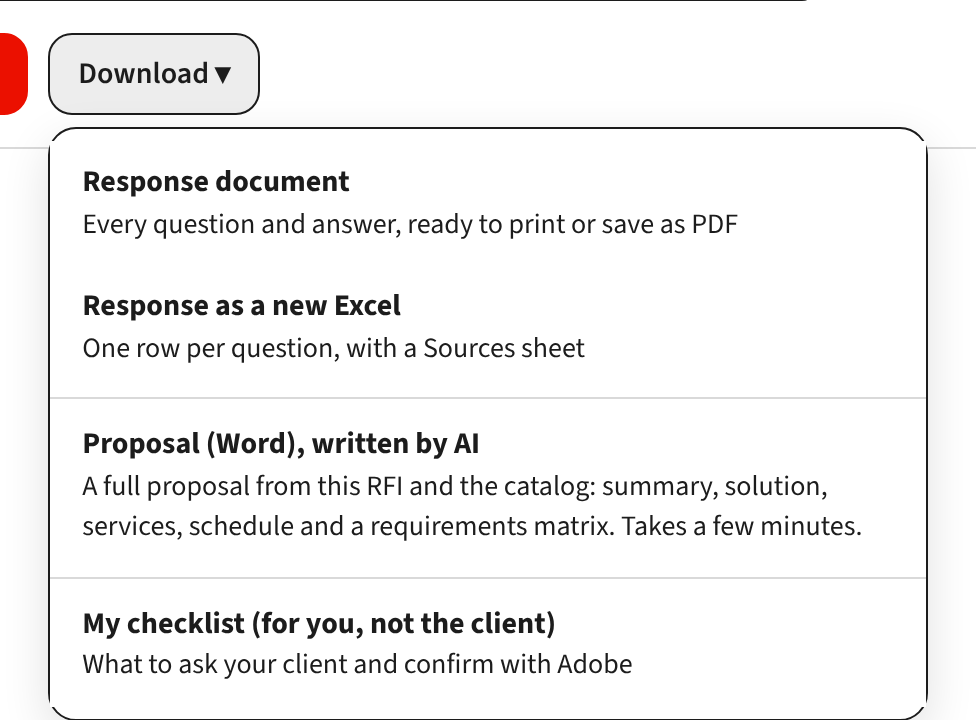 Download ▼
Response document
Every question and answer, ready to print or save as PDF
Response as a new Excel
One row per question, with a Sources sheet
Proposal (Word), written by AI
A full proposal from this RFI and the catalog: summary, solution,
services, schedule and a requirements matrix. Takes a few minutes.
My checklist (for you, not the client)
What to ask your client and confirm with Adobe